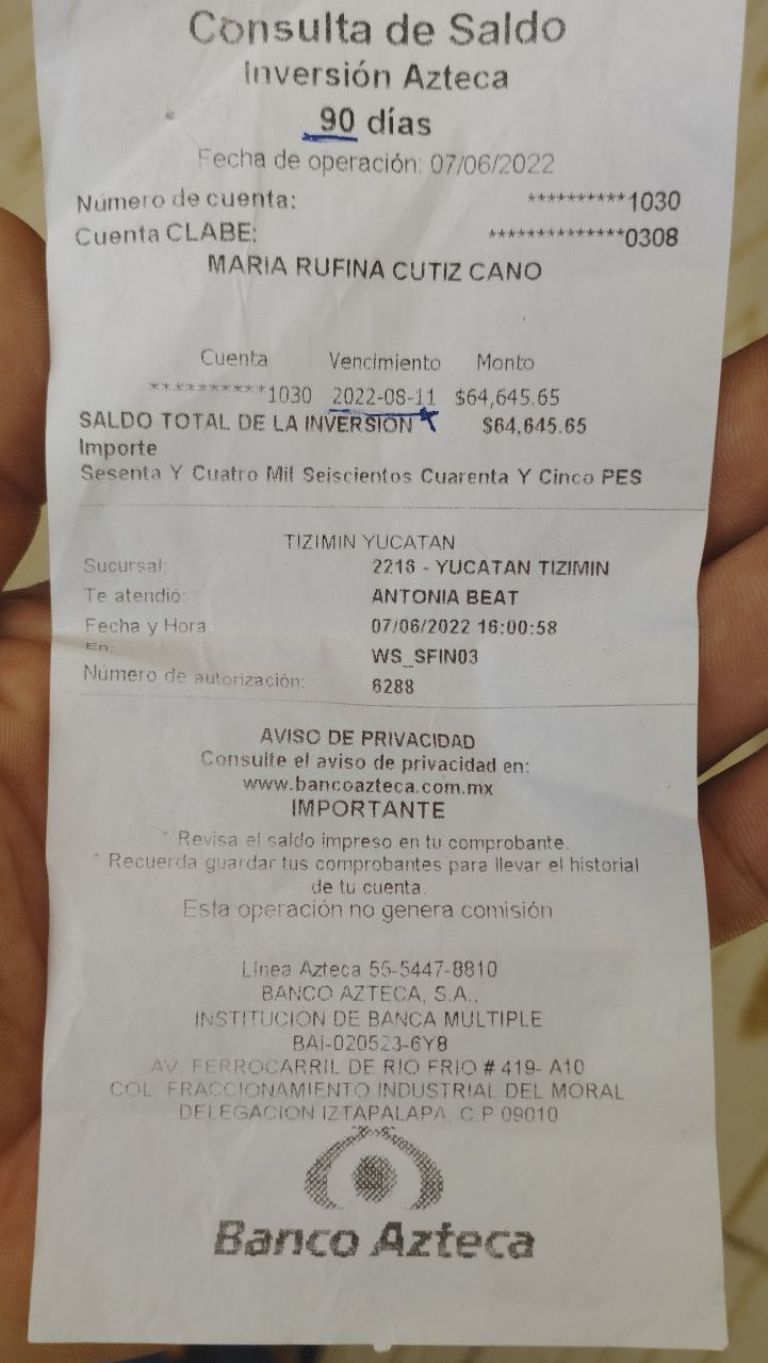 Consulta de Saldo
Inversión Azteca
90 días
Fecha de operación: 07/06/2022
Número de cuenta: **********1030
Cuenta CLABE: **************0308
MARIA RUFINA CUTIZ CANO
Cuenta Vencimiento Monto
**********1030 2022-08-11 $64,645.65
SALDO TOTAL DE LA INVERSION $64,645.65
Importe
Sesenta Y Cuatro Mil Seiscientos Cuarenta Y Cinco PES
TIZIMIN YUCATAN
Sucursal: 2216 - YUCATAN TIZIMIN
Te atendió: ANTONIA BEAT
Fecha y Hora: 07/06/2022 16:00:58
En: WS_SFIN03
Número de autorización: 6288
AVISO DE PRIVACIDAD
Consulte el aviso de privacidad en:
www.bancoazteca.com.mx
IMPORTANTE
* Revisa el saldo impreso en tu comprobante.
* Recuerda guardar tus comprobantes para llevar el historial
de tu cuenta.
Esta operación no genera comisión
Línea Azteca 55-5447-8810
BANCO AZTECA, S.A.,
INSTITUCION DE BANCA MULTIPLE
BAI-020523-6Y8
AV. FERROCARRIL DE RIO FRIO # 419- A10
COL. FRACCIONAMIENTO INDUSTRIAL DEL MORAL
DELEGACION IZTAPALAPA, C.P 09010
Banco Azteca